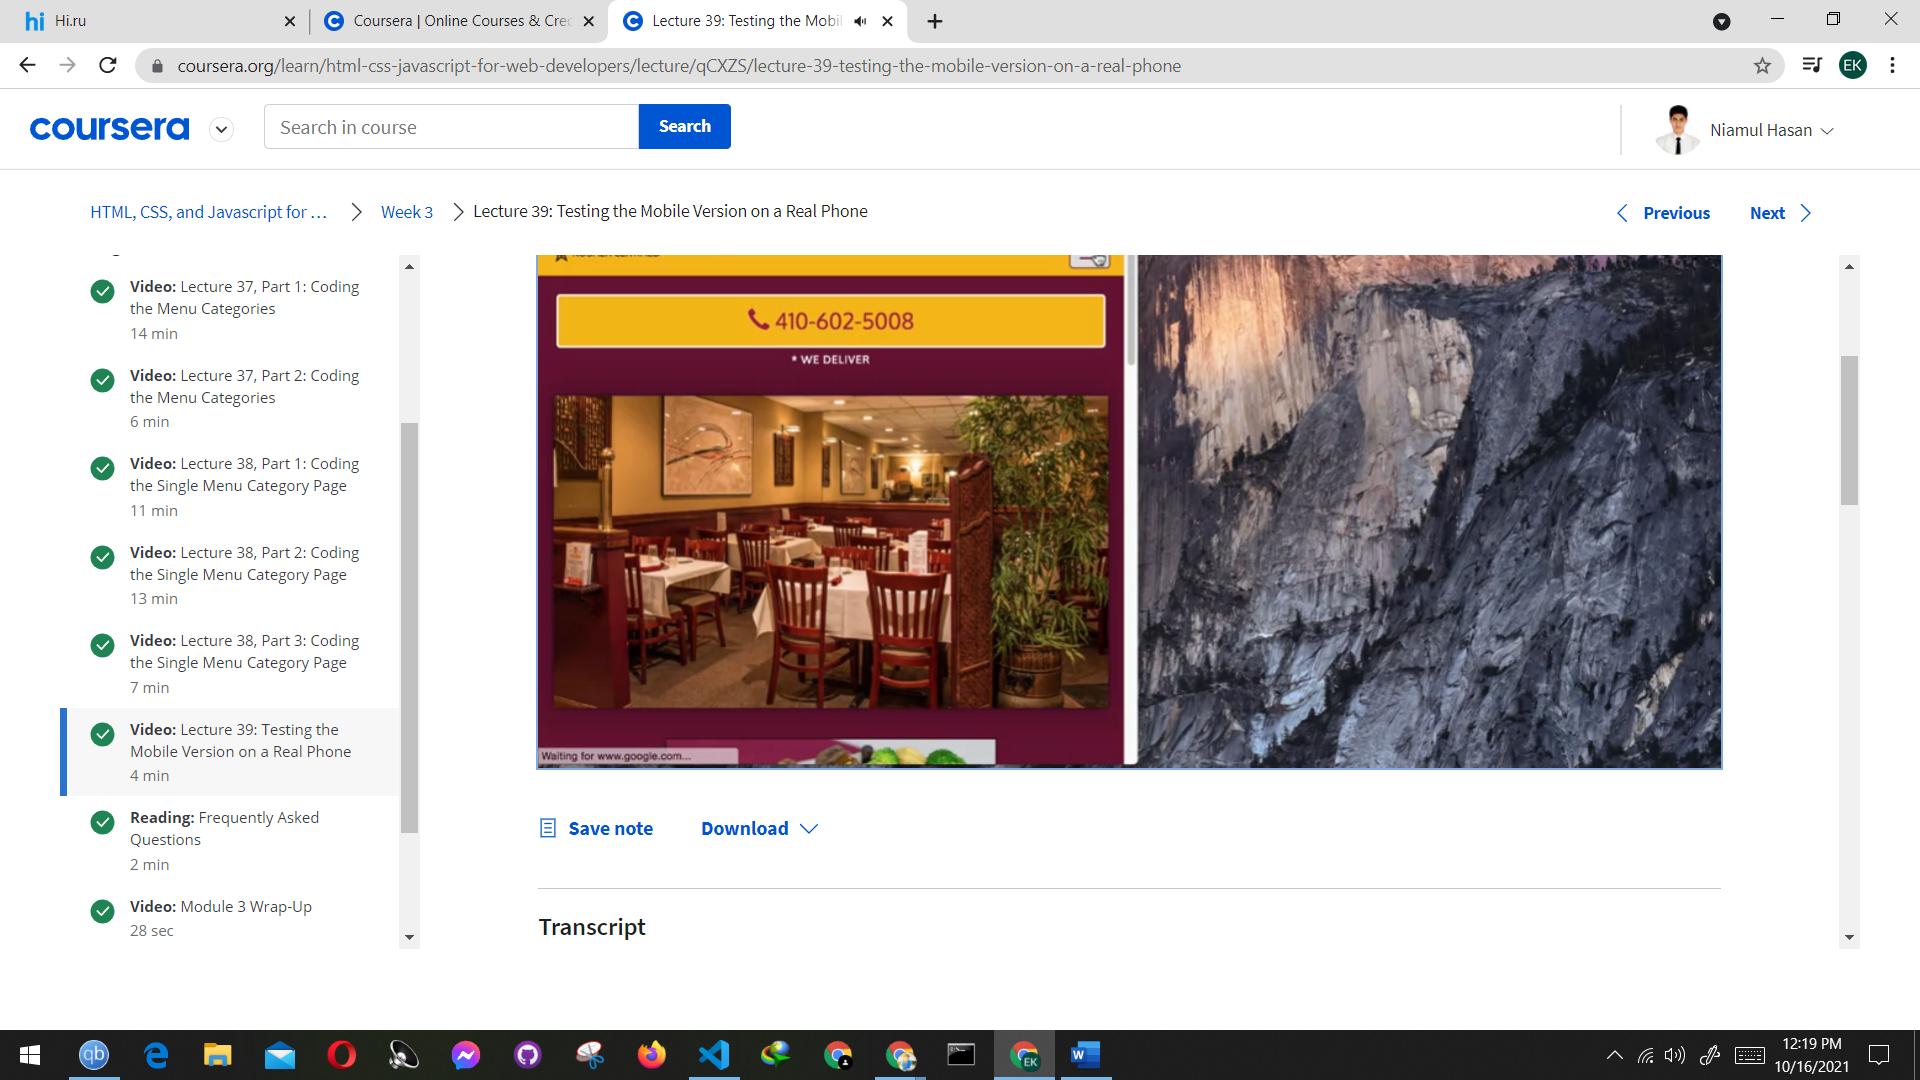 Hi.ru
Coursera | Online Courses & Cre
Lecture 39: Testing the Mobil
coursera.org/learn/html-css-javascript-for-web-developers/lecture/qCXZS/lecture-39-testing-the-mobile-version-on-a-real-phone
EK
coursera
Search in course
Search
Niamul Hasan
HTML, CSS, and Javascript for ...
Week 3
Lecture 39: Testing the Mobile Version on a Real Phone
Previous
Next
Video: Lecture 37, Part 1: Coding
the Menu Categories
14 min
Video: Lecture 37, Part 2: Coding
the Menu Categories
6 min
Video: Lecture 38, Part 1: Coding
the Single Menu Category Page
11 min
Video: Lecture 38, Part 2: Coding
the Single Menu Category Page
13 min
Video: Lecture 38, Part 3: Coding
the Single Menu Category Page
7 min
Video: Lecture 39: Testing the
Mobile Version on a Real Phone
4 min
Reading: Frequently Asked
Questions
2 min
Video: Module 3 Wrap-Up
28 sec
410-602-5008
* WE DELIVER
Waiting for www.google.com...
Save note
Download
Transcript
12:19 PM
10/16/2021